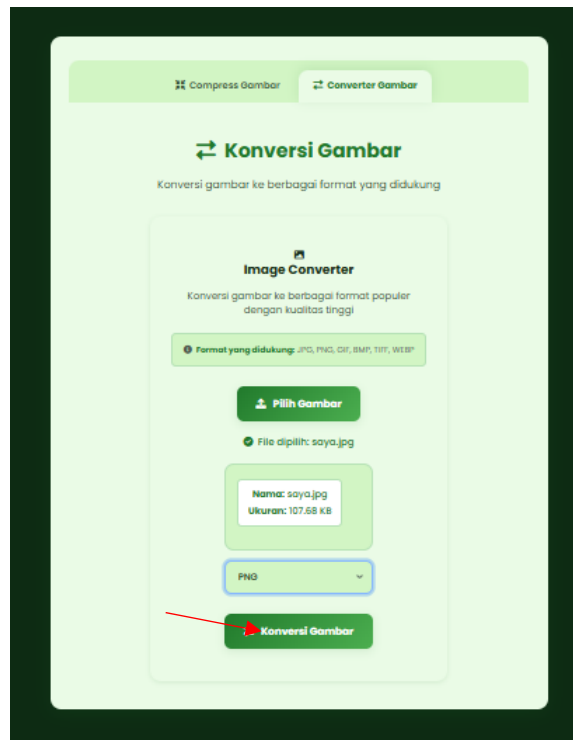 Compress Gambar
Converter Gambar
Konversi Gambar
Konversi gambar ke berbagai format yang didukung
Image Converter
Konversi gambar ke berbagai format populer
dengan kualitas tinggi
Format yang didukung: JPG, PNG, GIF, BMP, TIFF, WEBP
Pilih Gambar
File dipilih: saya.jpg
Nama: saya.jpg
Ukuran: 107.68 KB
PNG
Konversi Gambar